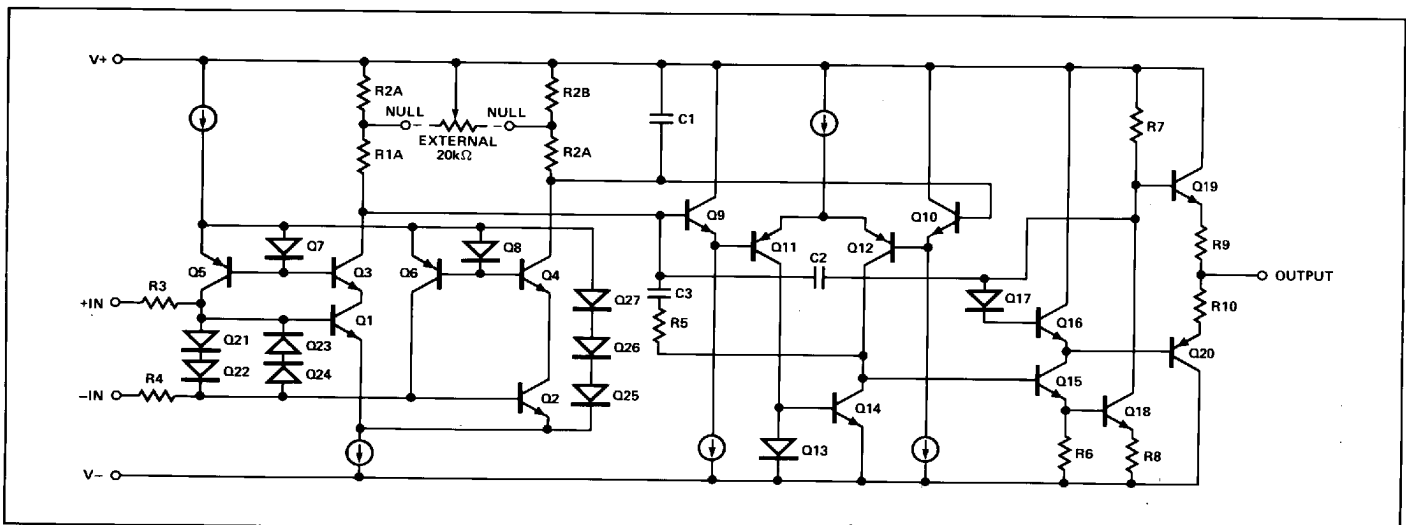 V+
R2A
NULL
NULL
R2B
EXTERNAL
20kΩ
R1A
R2A
C1
R7
Q19
Q9
Q10
Q7
Q8
Q5
Q3
Q6
Q4
Q11
Q12
R9
C2
Q27
C3
Q17
OUTPUT
+IN
R3
R5
Q16
R10
Q1
Q21
Q23
Q26
Q20
Q22
Q24
R4
-IN
Q2
Q25
Q14
Q15
Q18
Q13
R6
R8
V-